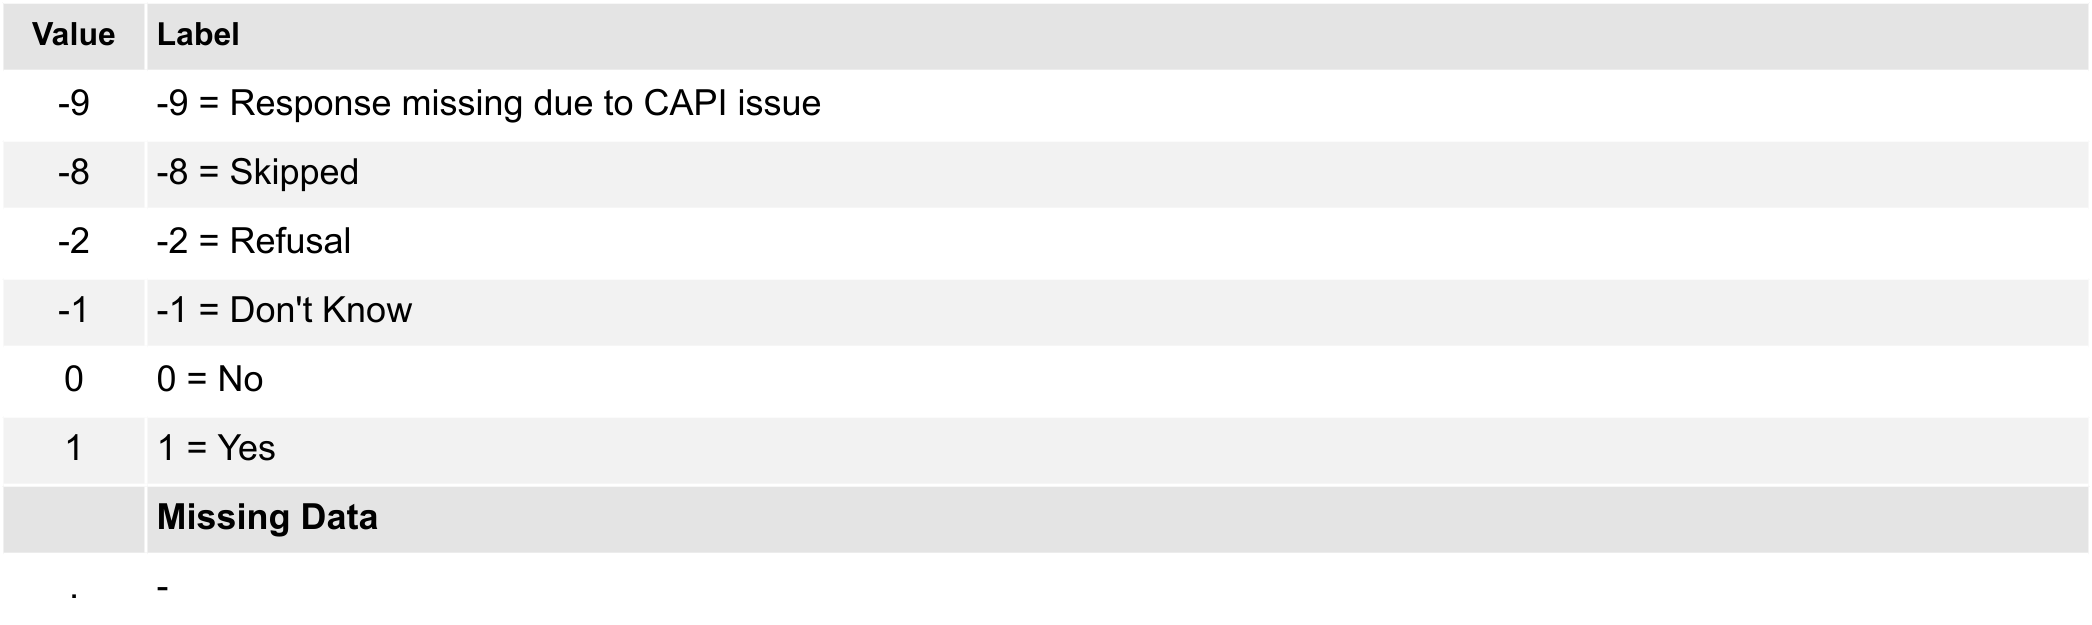 Value Label
-9 -9 = Response missing due to CAPI issue
-8 -8 = Skipped
-2 -2 = Refusal
-1 -1 = Don't Know
0 0 = No
1 1 = Yes
Missing Data
. -